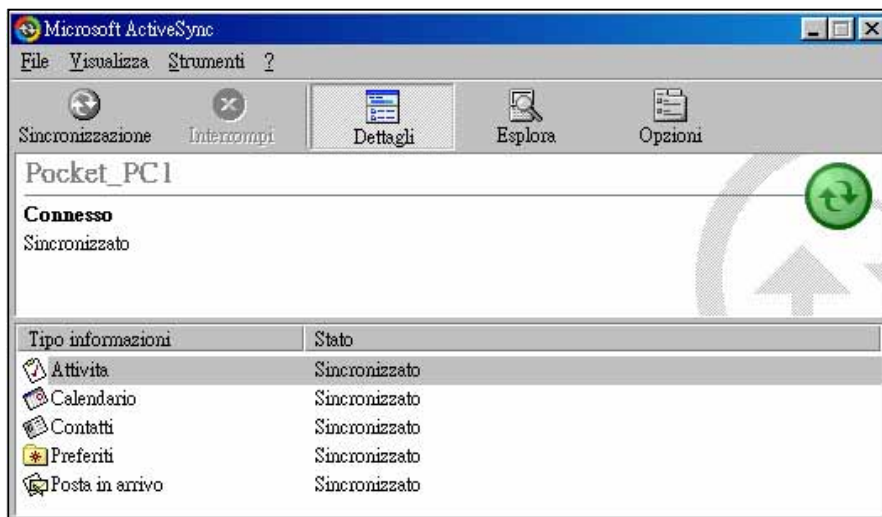 Microsoft ActiveSync
File Visualizza Strumenti ?
Sincronizzazione Interrompi Dettagli Esplora Opzioni
Pocket_PC1
Connesso
Sincronizzato
Tipo informazioni Stato
Attivita Sincronizzato
Calendario Sincronizzato
Contatti Sincronizzato
Preferiti Sincronizzato
Posta in arrivo Sincronizzato